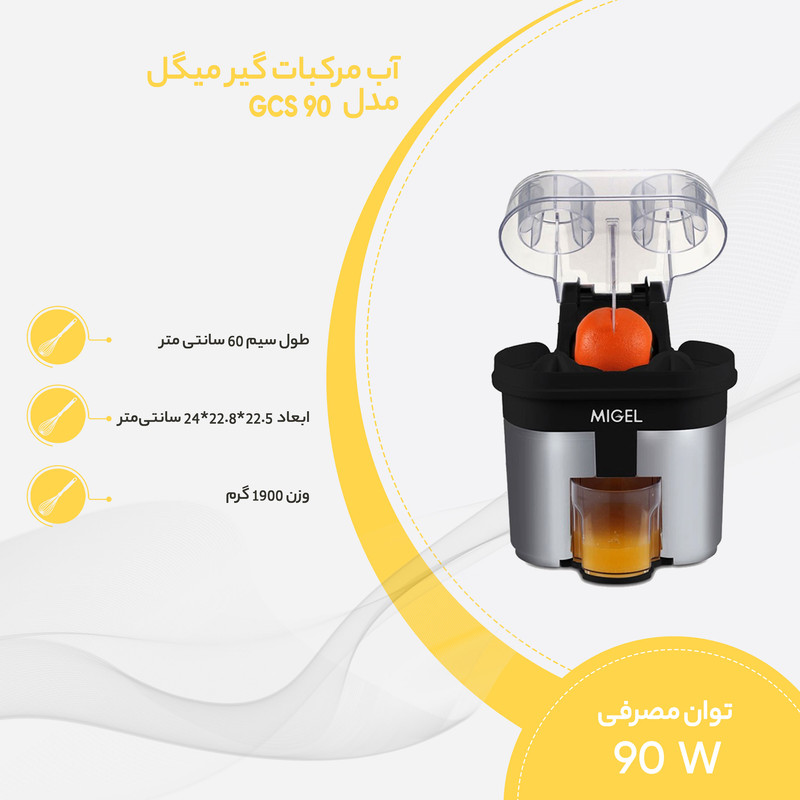 آب مرکبات گیر میگل
مدل GCS 90
طول سیم 60 سانتی متر
ابعاد 22.5*22.8*24 سانتی‌متر
وزن 1900 گرم
MIGEL
توان مصرفی
90 W